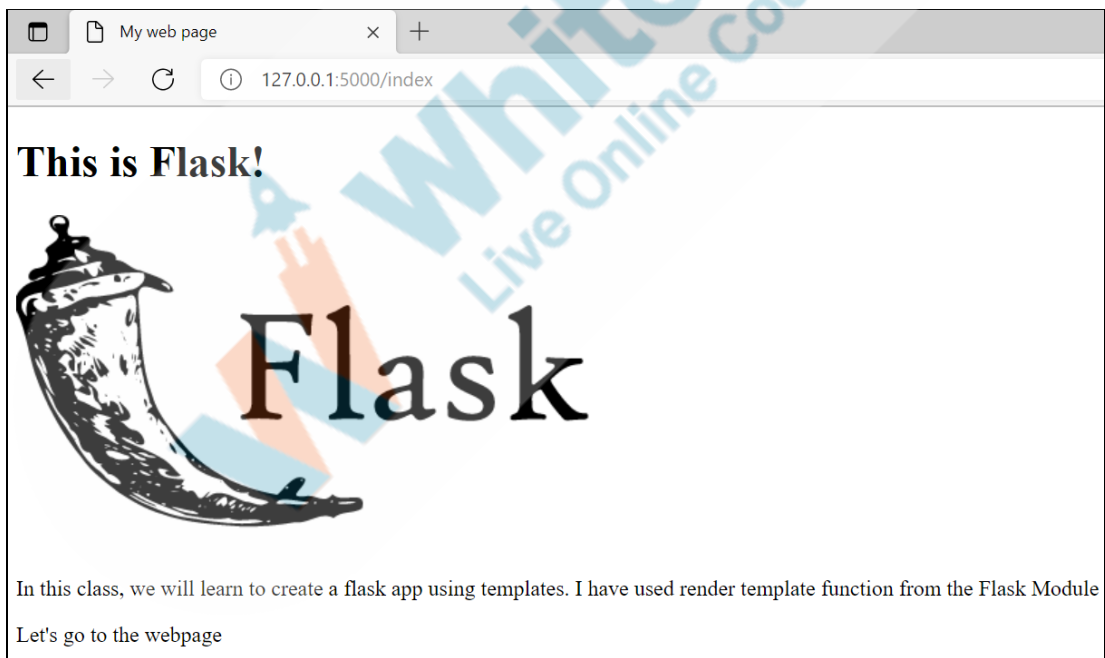 My web page
127.0.0.1:5000/index
This is Flask!
Flask
In this class, we will learn to create a flask app using templates. I have used render template function from the Flask Module
Let's go to the webpage
Live Online